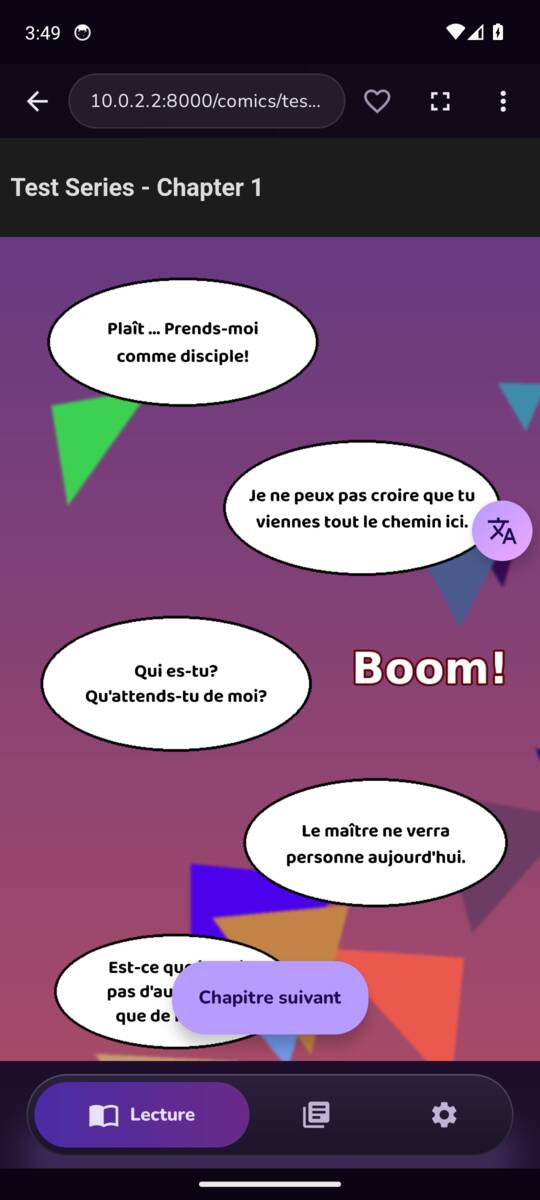 3:49
10.0.2.2:8000/comics/tes...
Test Series - Chapter 1
Plaît ... Prends-moi
comme disciple!
Je ne peux pas croire que tu
viennes tout le chemin ici.
Qui es-tu?
Qu'attends-tu de moi?
Boom!
Le maître ne verra
personne aujourd'hui.
Est-ce
pas
que de
Chapitre suivant
Lecture